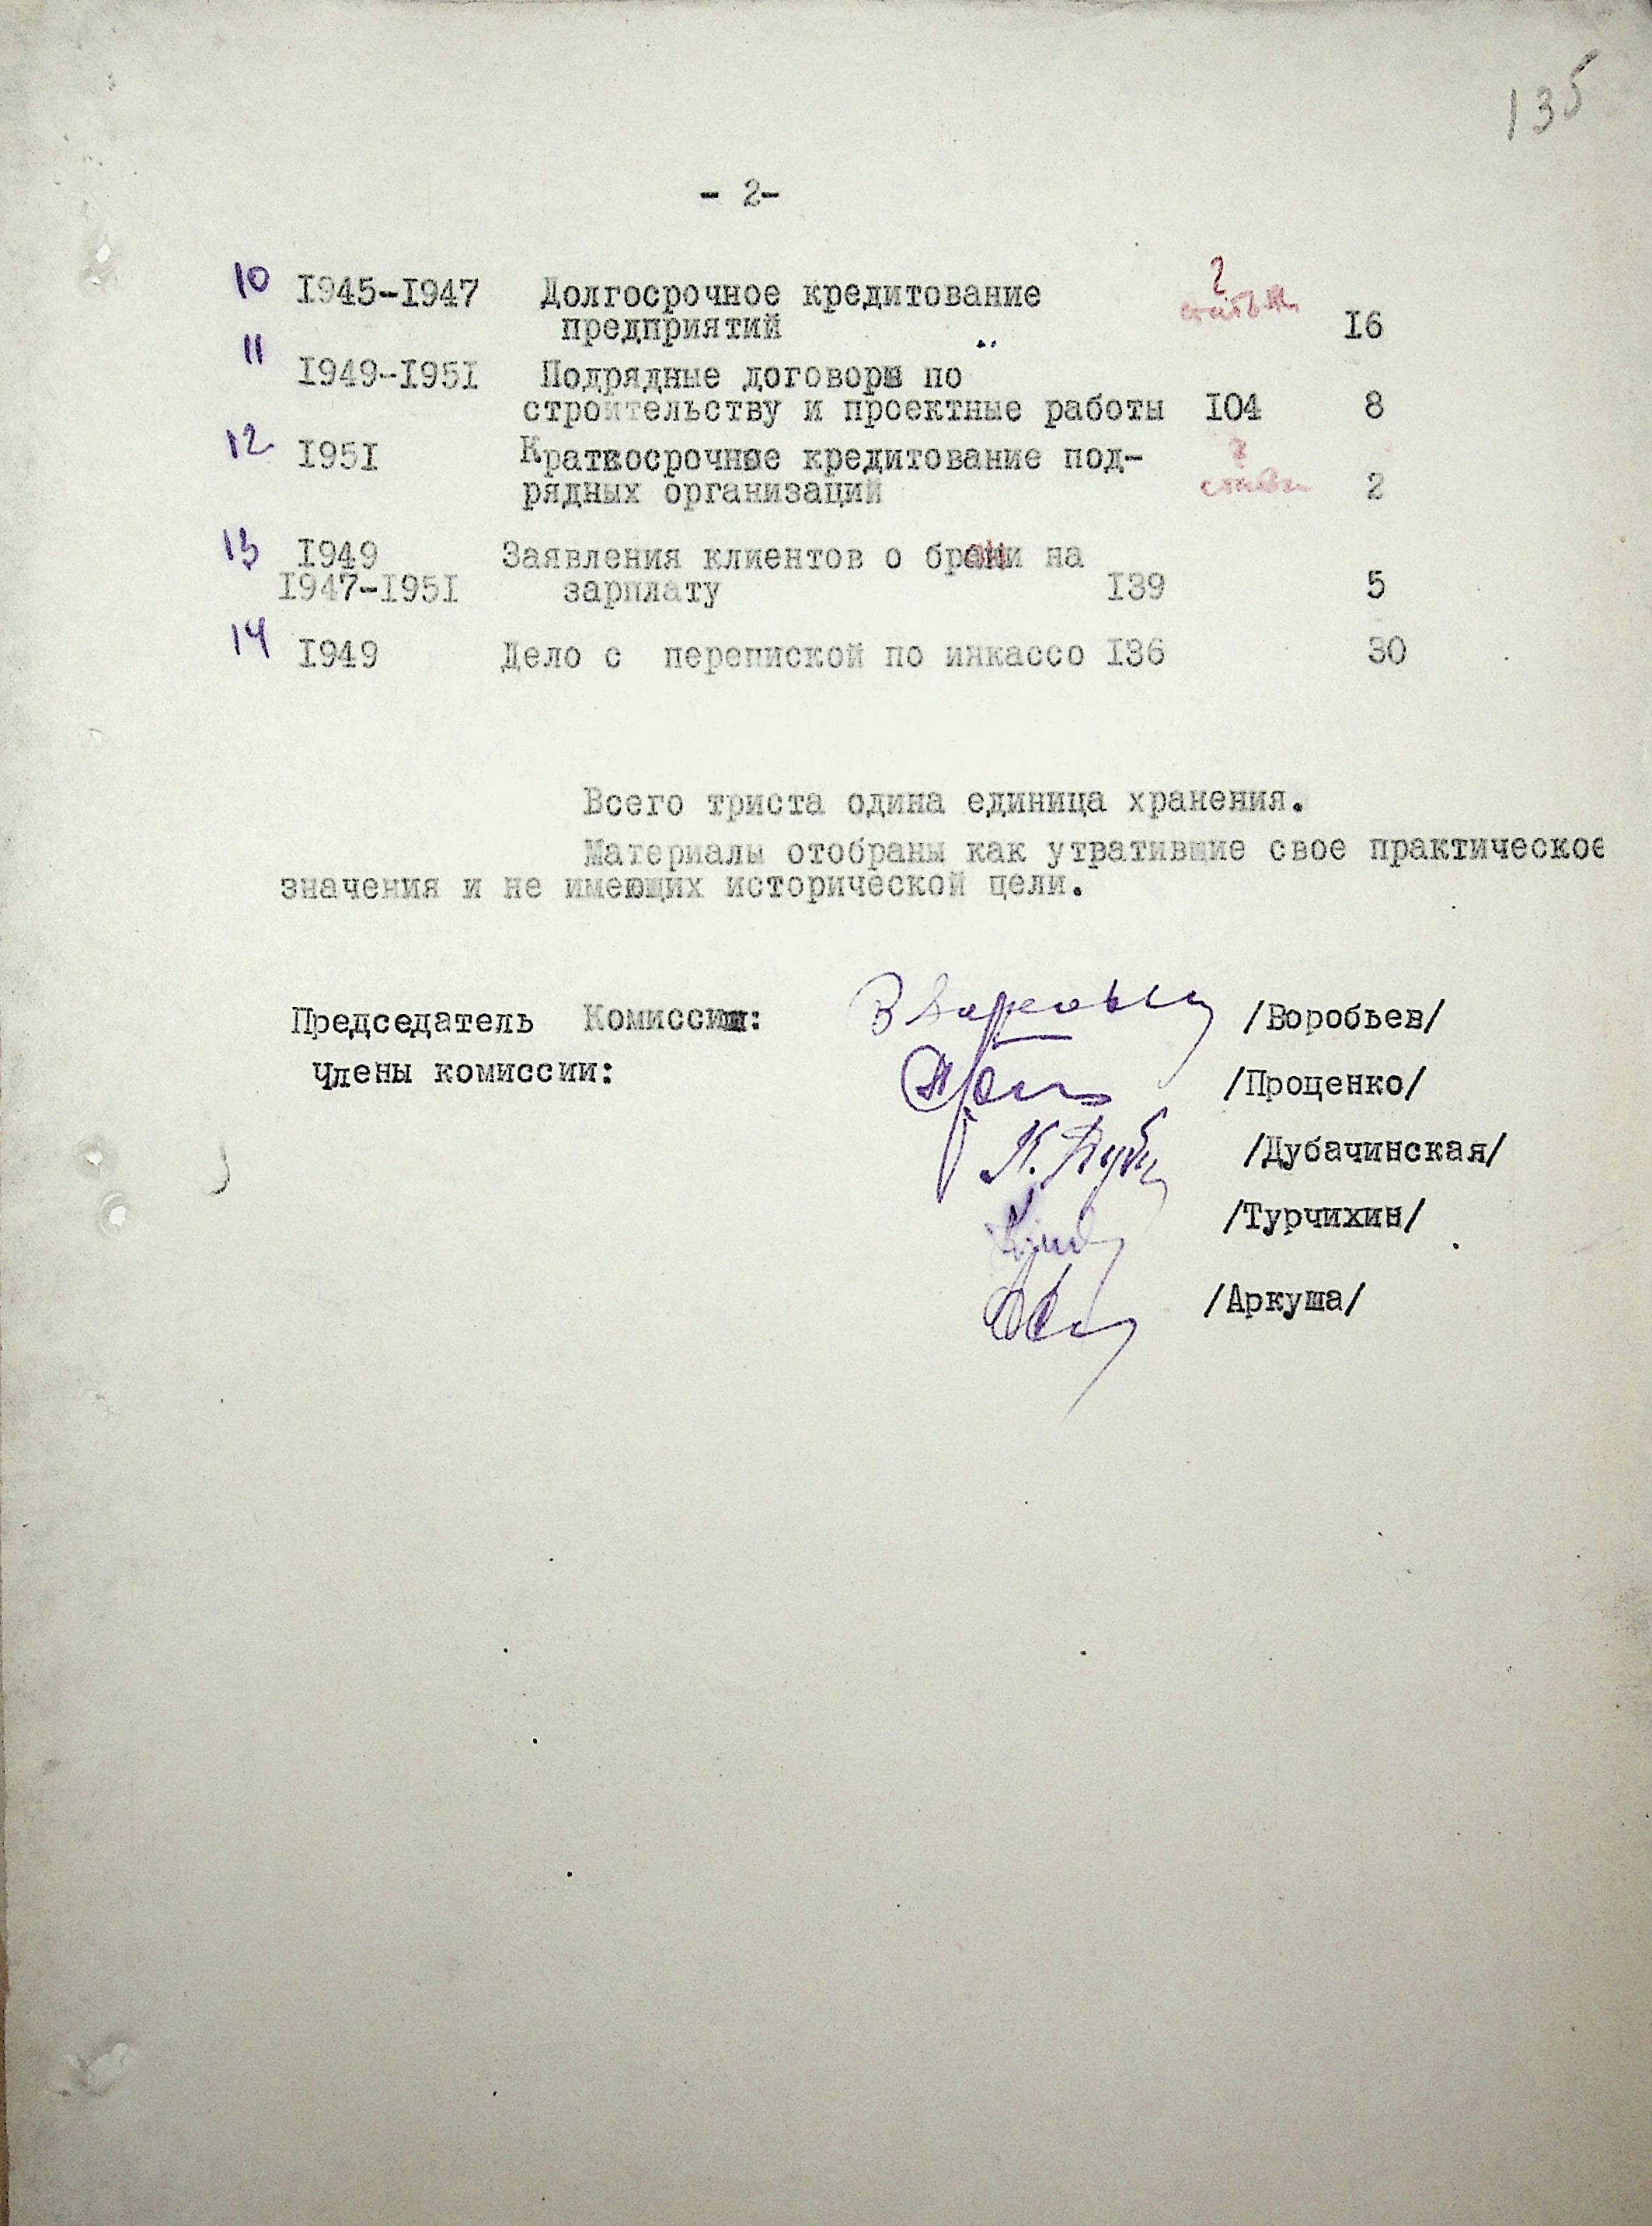 135
- 2-
10 1945-1947 Долгосрочное кредитование ?
предприятий 16
11 1949-1951 Подрядные договоры по
строительству и проектные работы 104 8
12 1951 Краткосрочное кредитование под- ?
рядных организаций 2
13 1949 Заявления клиентов о брони на
1947-1951 зарплату 139 5
14 1949 Дело с перепиской по инкассо 136 30
Всего триста одина единица хранения.
Материалы отобраны как утратившие свое практическое
значения и не имеющих исторической цели.
Председатель Комиссии: /Воробьев/
Члены комиссии: /Проценко/
/Дубачинская/
/Турчихин/
/Аркуша/